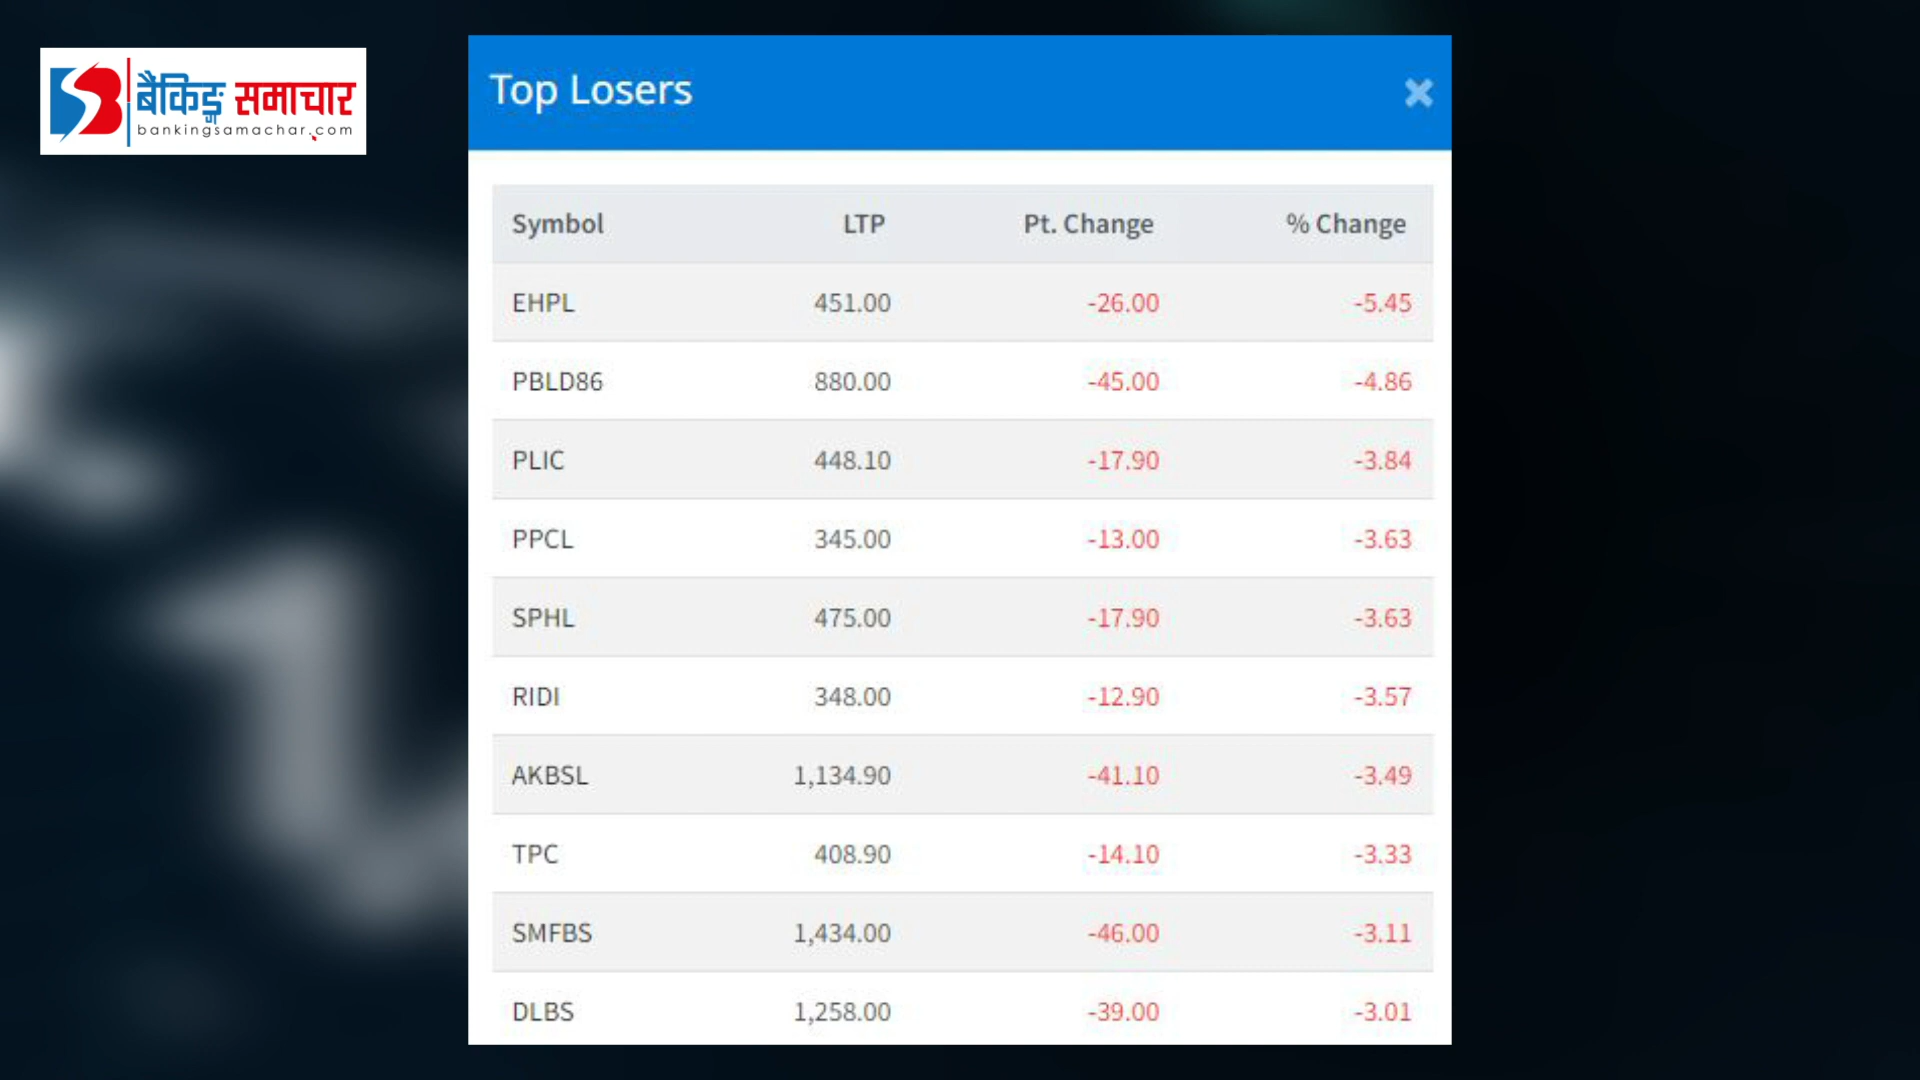 बैकिङ्ग समाचार
bankingsamachar.com
Top Losers
Symbol LTP Pt. Change % Change
EHPL 451.00 -26.00 -5.45
PBLD86 880.00 -45.00 -4.86
PLIC 448.10 -17.90 -3.84
PPCL 345.00 -13.00 -3.63
SPHL 475.00 -17.90 -3.63
RIDI 348.00 -12.90 -3.57
AKBSL 1,134.90 -41.10 -3.49
TPC 408.90 -14.10 -3.33
SMFBS 1,434.00 -46.00 -3.11
DLBS 1,258.00 -39.00 -3.01